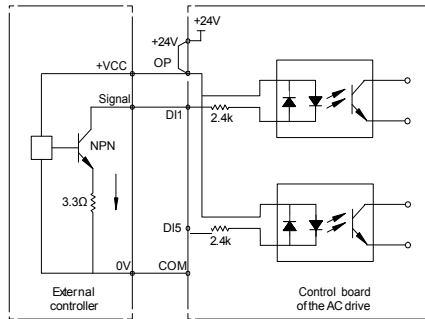 +24V
+24V
+VCC
OP
Signal
DI1
2.4k
NPN
3.3Ω
DI5
2.4k
0V
COM
External
controller
Control board
of the AC drive